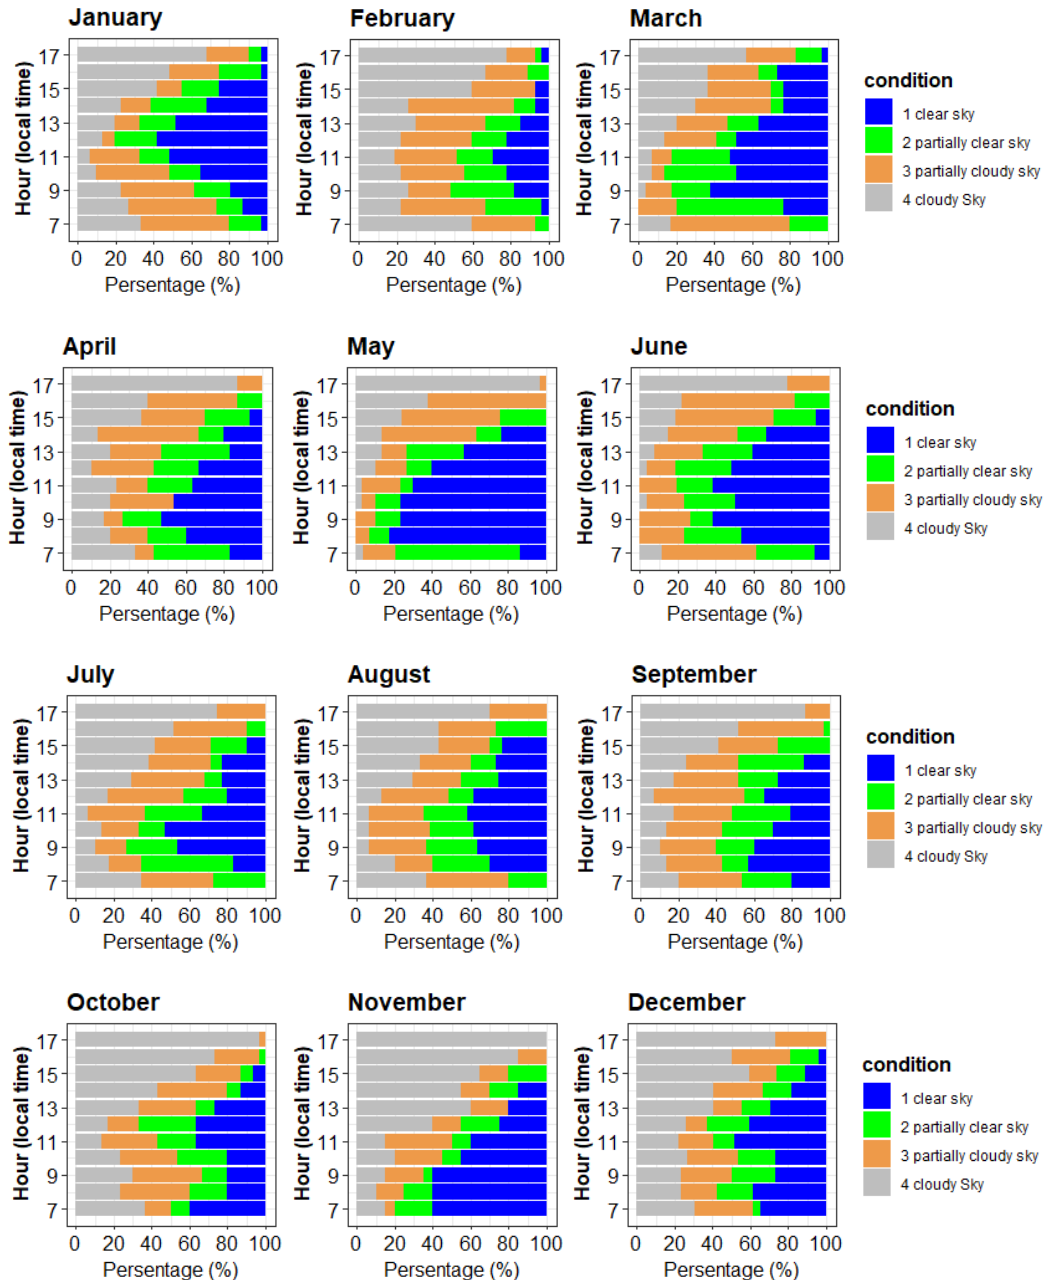 January February March
Hour (local time) 17 15 13 11 9 7
0 20 40 60 80 100
Persentage (%)
Hour (local time) 17 15 13 11 9 7
0 20 40 60 80 100
Persentage (%)
Hour (local time) 17 15 13 11 9 7
0 20 40 60 80 100
Persentage (%)
condition
1 clear sky
2 partially clear sky
3 partially cloudy sky
4 cloudy Sky
April May June
Hour (local time) 17 15 13 11 9 7
0 20 40 60 80 100
Persentage (%)
Hour (local time) 17 15 13 11 9 7
0 20 40 60 80 100
Persentage (%)
Hour (local time) 17 15 13 11 9 7
0 20 40 60 80 100
Persentage (%)
condition
1 clear sky
2 partially clear sky
3 partially cloudy sky
4 cloudy Sky
July August September
Hour (local time) 17 15 13 11 9 7
0 20 40 60 80 100
Persentage (%)
Hour (local time) 17 15 13 11 9 7
0 20 40 60 80 100
Persentage (%)
Hour (local time) 17 15 13 11 9 7
0 20 40 60 80 100
Persentage (%)
condition
1 clear sky
2 partially clear sky
3 partially cloudy sky
4 cloudy Sky
October November December
Hour (local time) 17 15 13 11 9 7
0 20 40 60 80 100
Persentage (%)
Hour (local time) 17 15 13 11 9 7
0 20 40 60 80 100
Persentage (%)
Hour (local time) 17 15 13 11 9 7
0 20 40 60 80 100
Persentage (%)
condition
1 clear sky
2 partially clear sky
3 partially cloudy sky
4 cloudy Sky